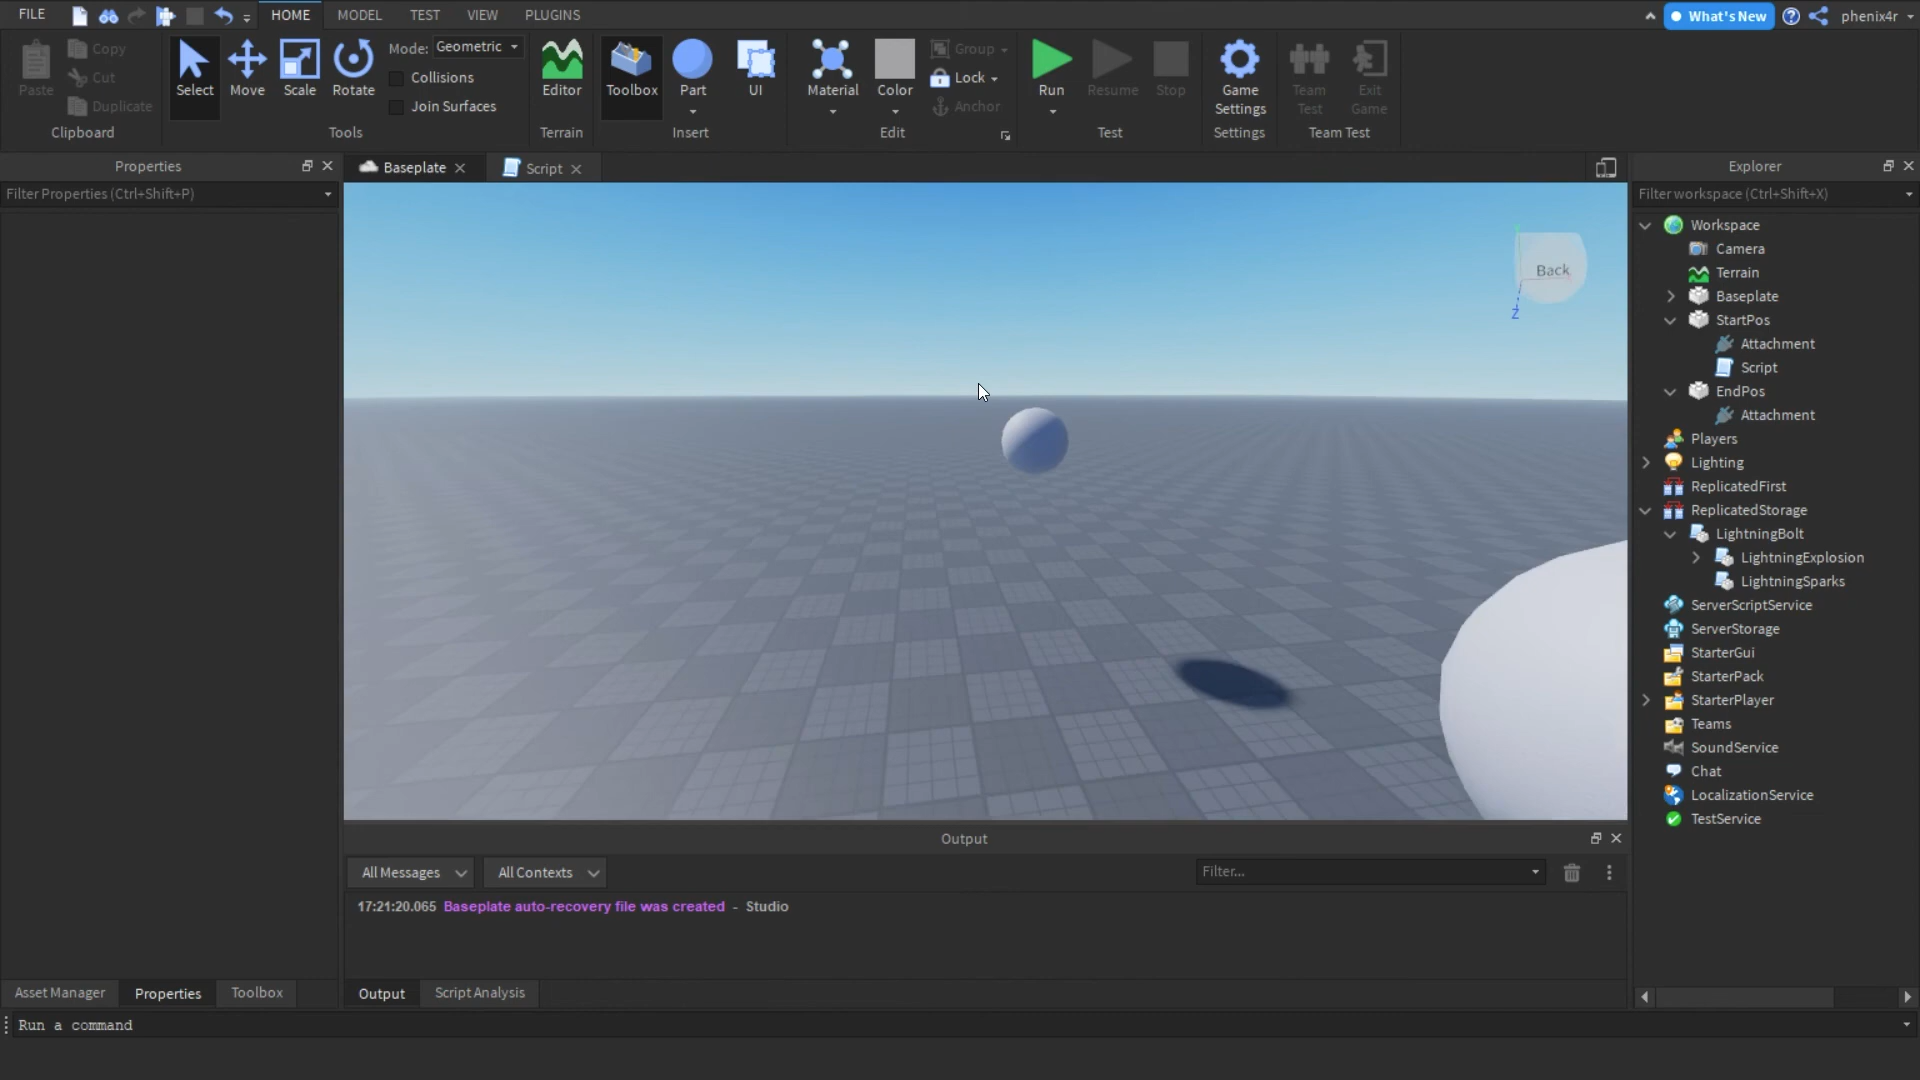 FILE HOME MODEL TEST VIEW PLUGINS What's New phenix4r
Paste Copy Cut Duplicate Clipboard
Select Move Scale Rotate Mode: Geometric Collisions Join Surfaces Tools
Editor Terrain
Toolbox Part UI Insert
Material Color Group Lock Anchor Edit
Run Resume Stop Test
Game Settings Settings
Team Test Exit Game Team Test
Properties
Filter Properties (Ctrl+Shift+P)
Baseplate Script
Back
Z
Explorer
Filter workspace (Ctrl+Shift+X)
Workspace
Camera
Terrain
Baseplate
StartPos
Attachment
Script
EndPos
Attachment
Players
Lighting
ReplicatedFirst
ReplicatedStorage
LightningBolt
LightningExplosion
LightningSparks
ServerScriptService
ServerStorage
StarterGui
StarterPack
StarterPlayer
Teams
SoundService
Chat
LocalizationService
TestService
Output
All Messages All Contexts Filter...
17:21:20.065 Baseplate auto-recovery file was created - Studio
Asset Manager Properties Toolbox Output Script Analysis
Run a command